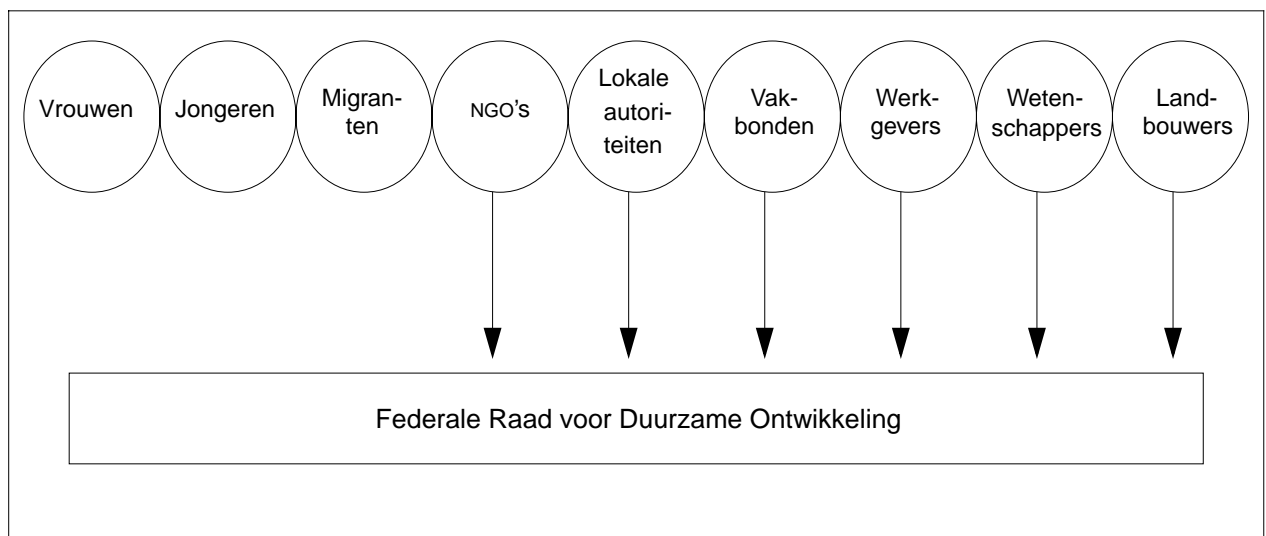 Vrouwen
Jongeren
Migran-
ten
NGO's
Lokale
autori-
teiten
Vak-
bonden
Werk-
gevers
Weten-
schappers
Land-
bouwers
Federale Raad voor Duurzame Ontwikkeling